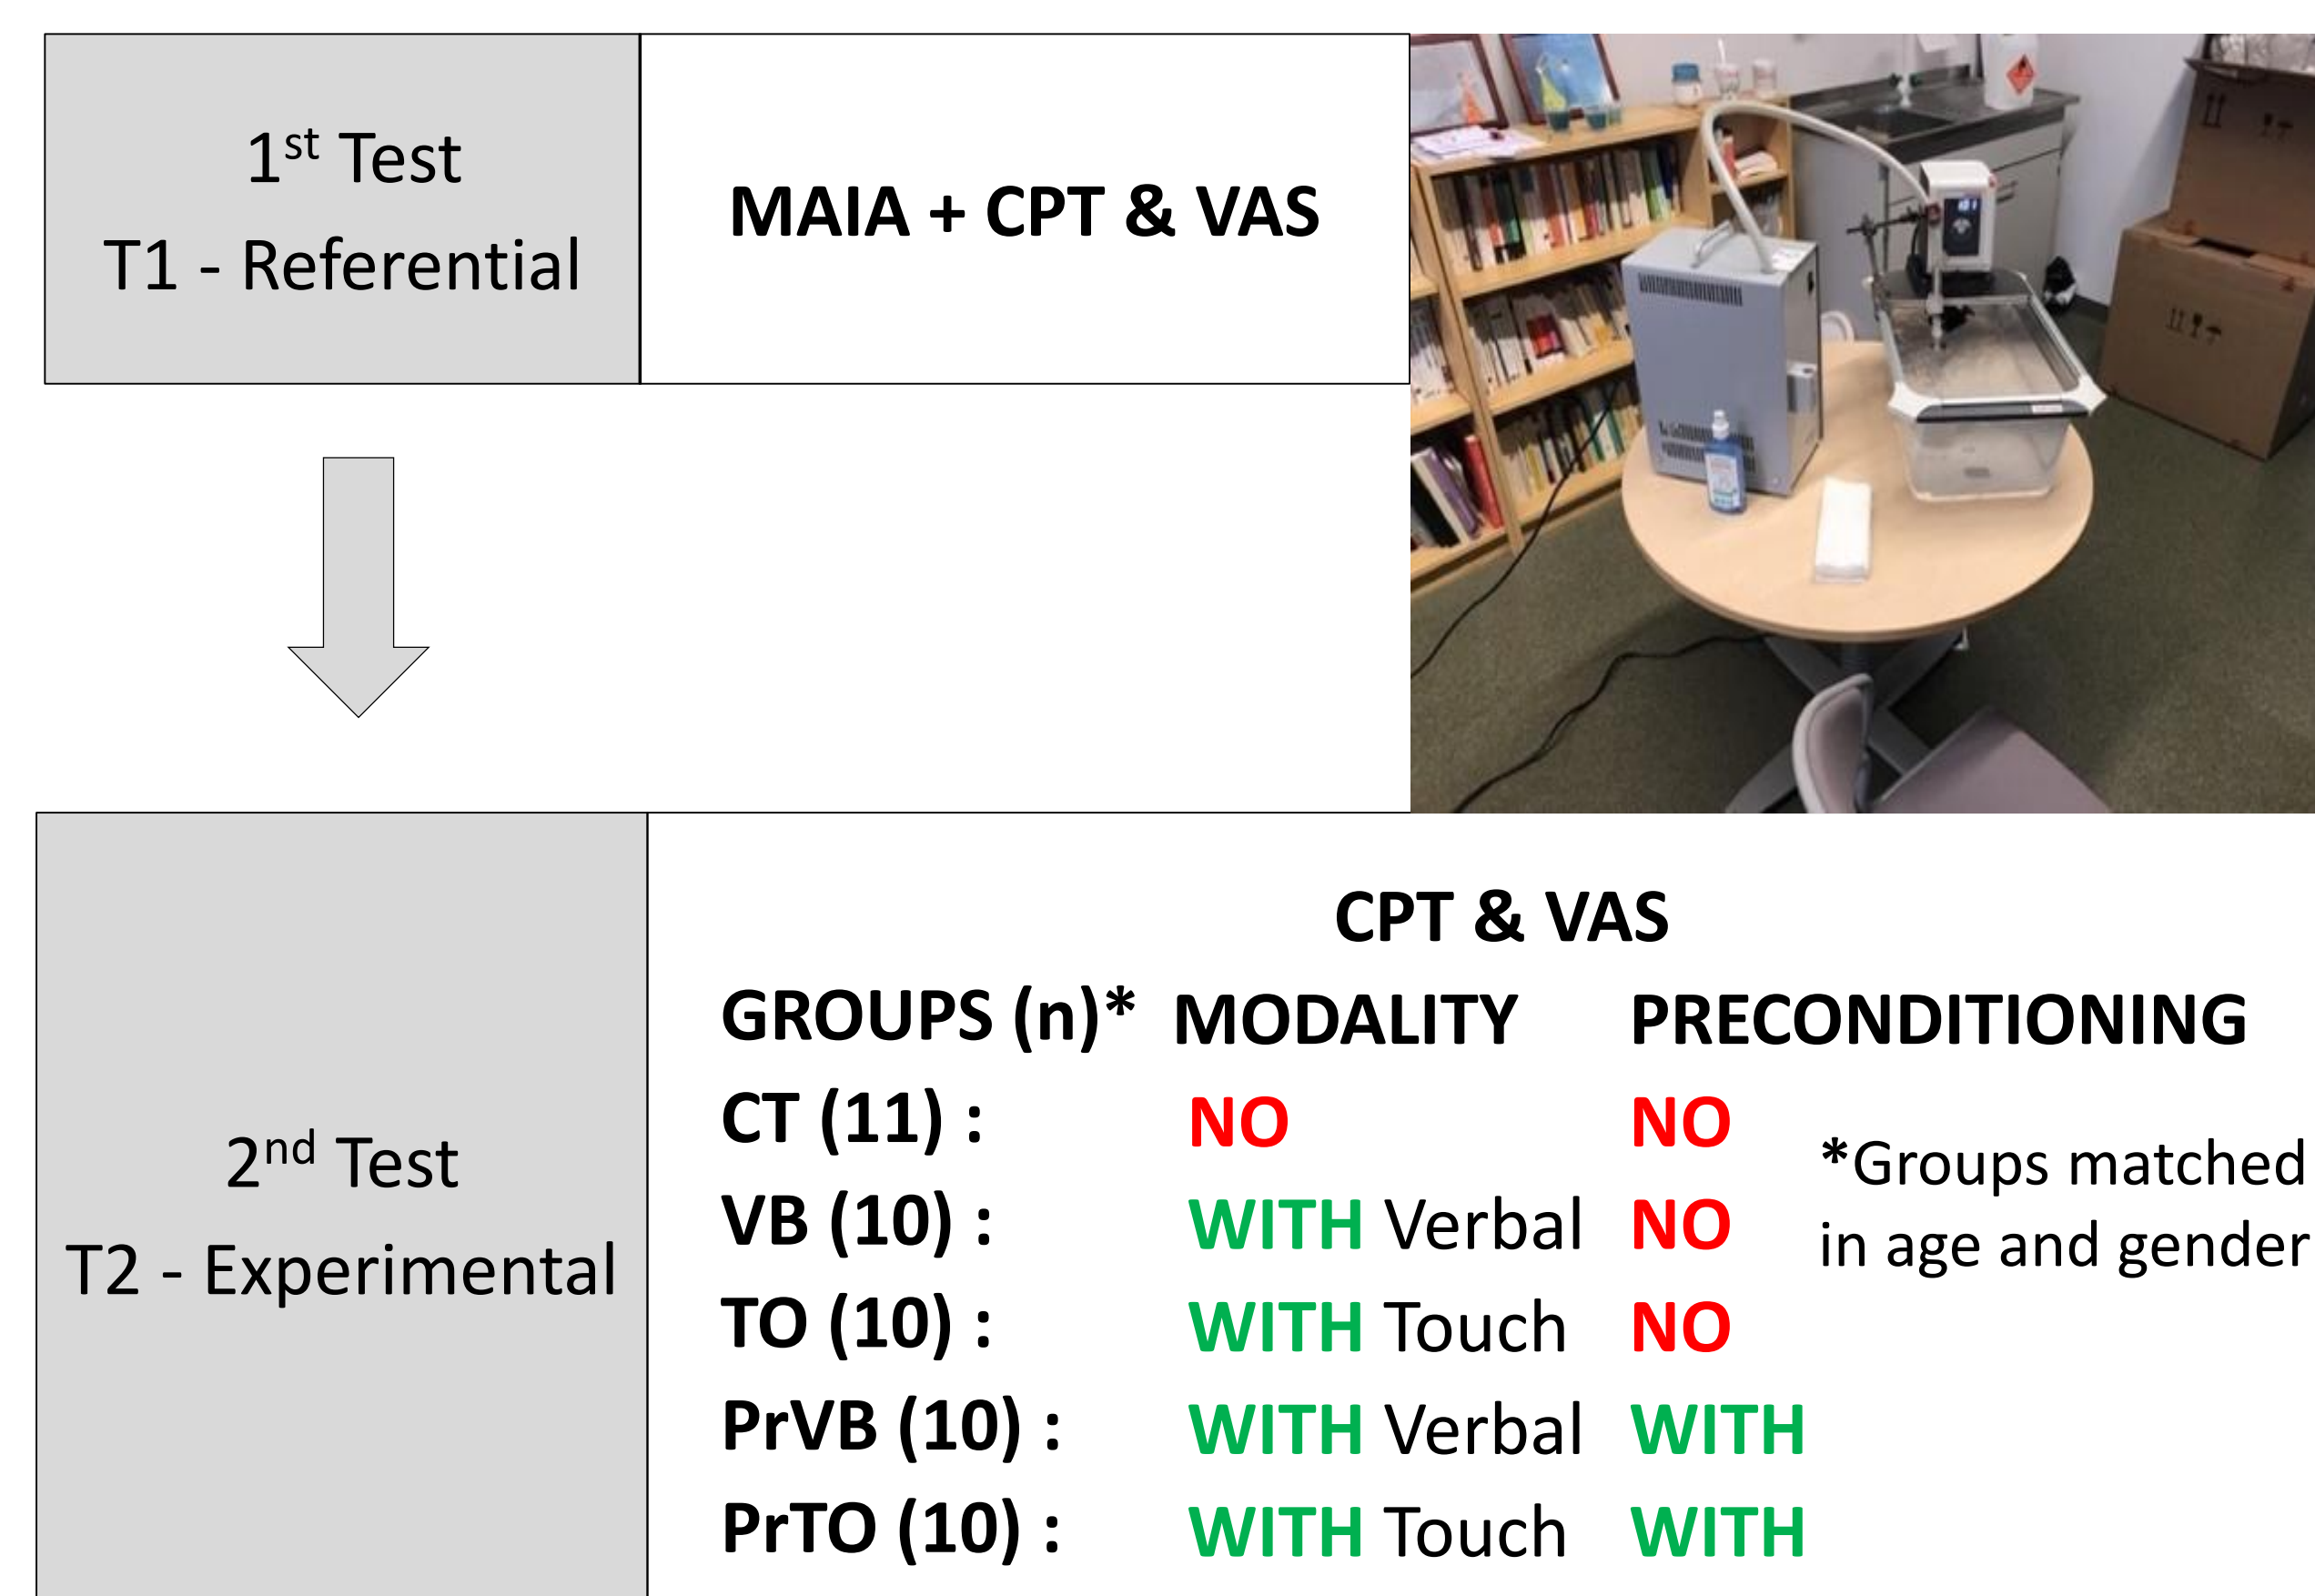 1st Test
T1 - Referential
MAIA + CPT & VAS
2nd Test
T2 - Experimental
CPT & VAS
GROUPS (n)* MODALITY PRECONDITIONING
CT (11) : NO NO
VB (10) : WITH Verbal NO
TO (10) : WITH Touch NO
PrVB (10) : WITH Verbal WITH
PrTO (10) : WITH Touch WITH
*Groups matched
in age and gender